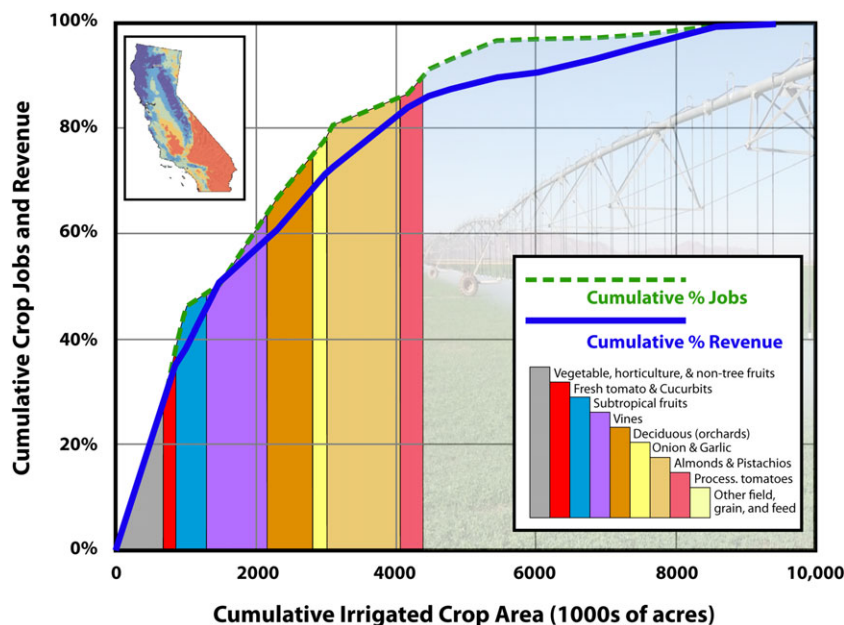 Cumulative Crop Jobs and Revenue
100%
80%
60%
40%
20%
0%
0
2000
4000
6000
8000
10,000
Cumulative Irrigated Crop Area (1000s of acres)
Cumulative % Jobs
Cumulative % Revenue
Vegetable, horticulture, & non-tree fruits
Fresh tomato & Cucurbits
Subtropical fruits
Vines
Deciduous (orchards)
Onion & Garlic
Almonds & Pistachios
Process. tomatoes
Other field,
grain, and feed